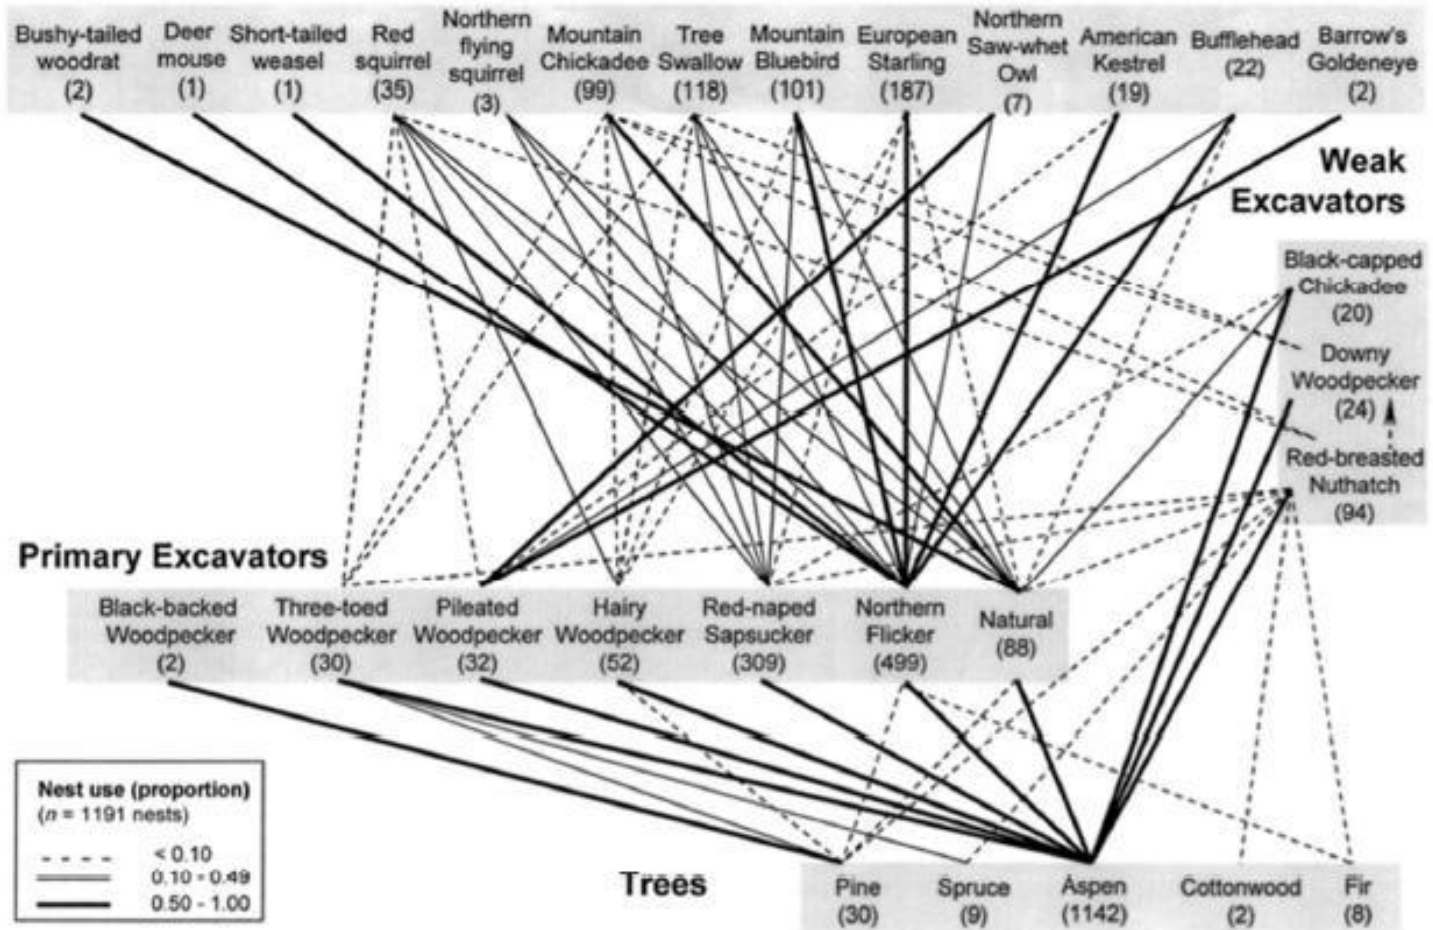 Bushy-tailed
woodrat
(2)
Deer
mouse
(1)
Short-tailed
weasel
(1)
Red
squirrel
(35)
Northern
flying
squirrel
(3)
Mountain
Chickadee
(99)
Tree
Swallow
(118)
Mountain
Bluebird
(101)
European
Starling
(187)
Northern
Saw-whet
Owl
(7)
American
Kestrel
(19)
Bufflehead
(22)
Barrow's
Goldeneye
(2)
Weak
Excavators
Black-capped
Chickadee
(20)
Downy
Woodpecker
(24)
Red-breasted
Nuthatch
(94)
Primary Excavators
Black-backed
Woodpecker
(2)
Three-toed
Woodpecker
(30)
Pileated
Woodpecker
(32)
Hairy
Woodpecker
(52)
Red-naped
Sapsucker
(309)
Northern
Flicker
(499)
Natural
(88)
Nest use (proportion)
(n = 1191 nests)
< 0.10
0.10 - 0.49
0.50 - 1.00
Trees
Pine
(30)
Spruce
(9)
Aspen
(1142)
Cottonwood
(2)
Fir
(8)